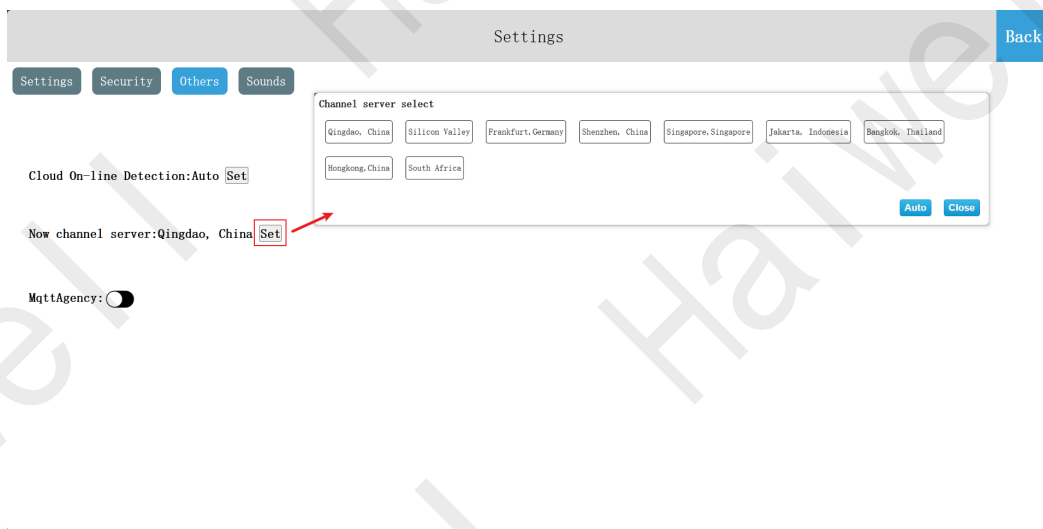 Settings
Back
Settings Security Others Sounds
Channel server select
Qingdao, China Silicon Valley Frankfurt,Germany Shenzhen, China Singapore,Singapore Jakarta, Indonesia Bangkok, Thailand
Hongkong,China South Africa
Auto Close
Cloud On-line Detection:Auto Set
Now channel server:Qingdao, China Set
MqttAgency:
Haiwell